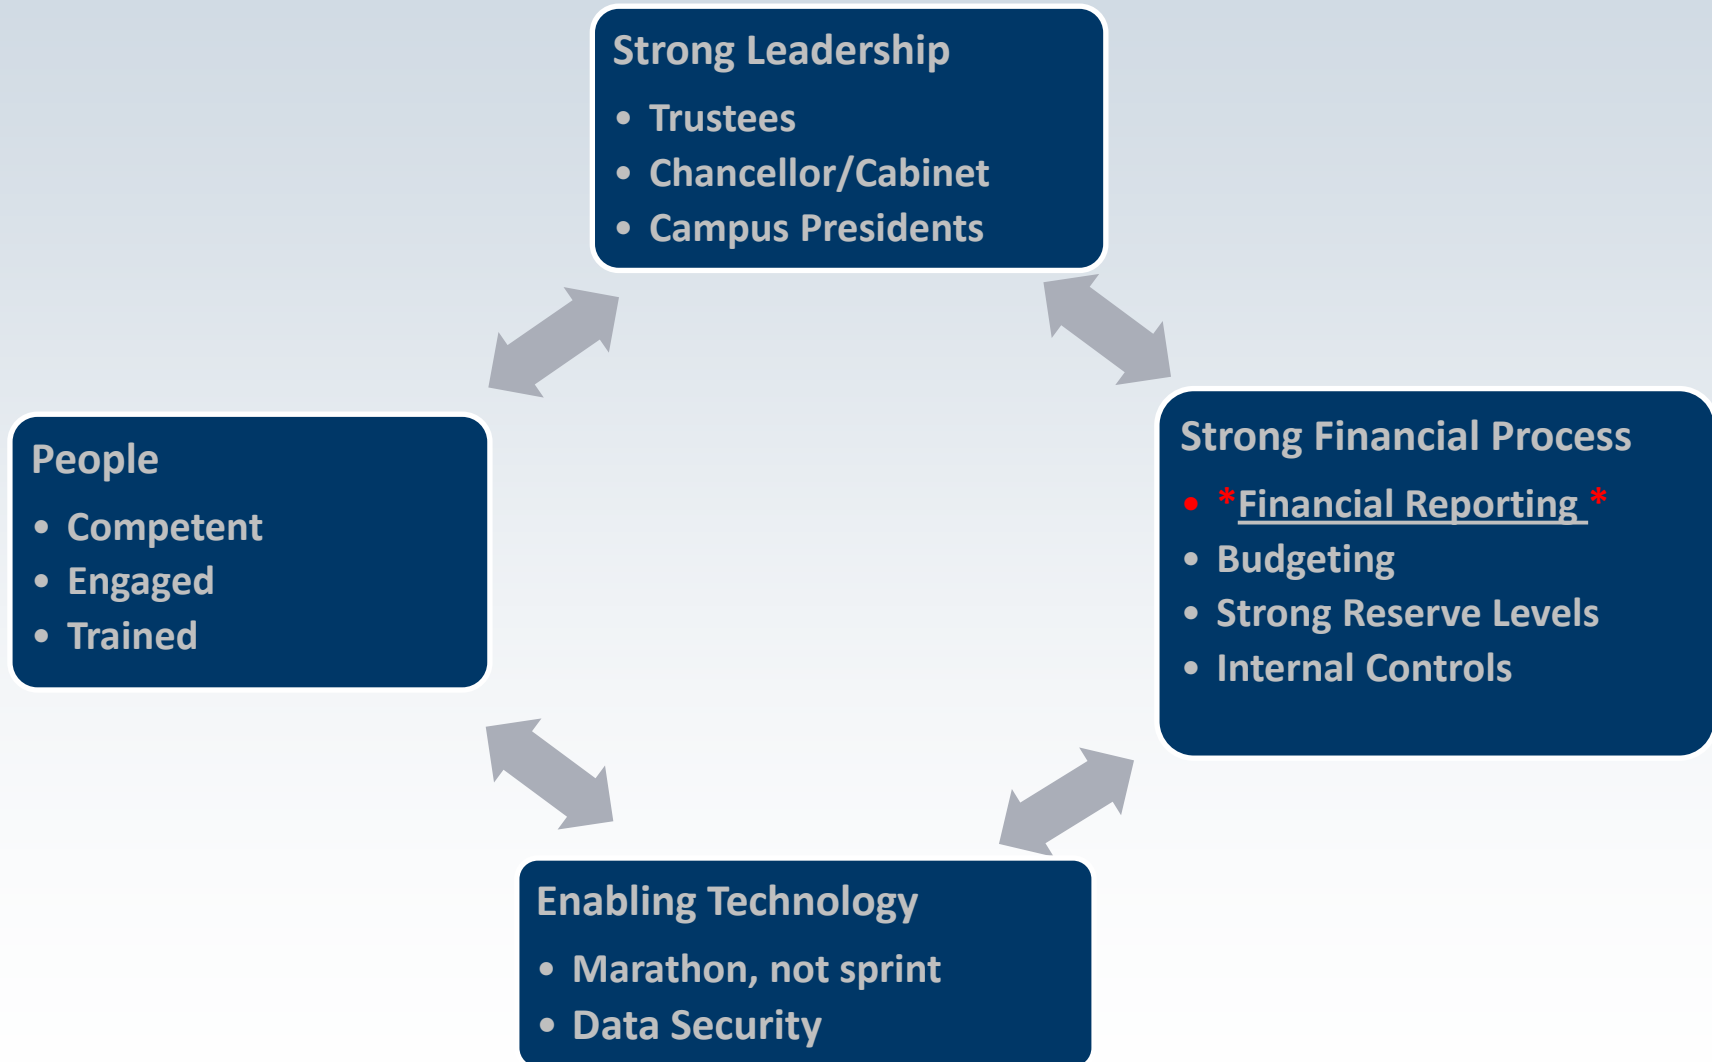 Strong Leadership
• Trustees
• Chancellor/Cabinet
• Campus Presidents
People
• Competent
• Engaged
• Trained
Strong Financial Process
• *Financial Reporting *
• Budgeting
• Strong Reserve Levels
• Internal Controls
Enabling Technology
• Marathon, not sprint
• Data Security